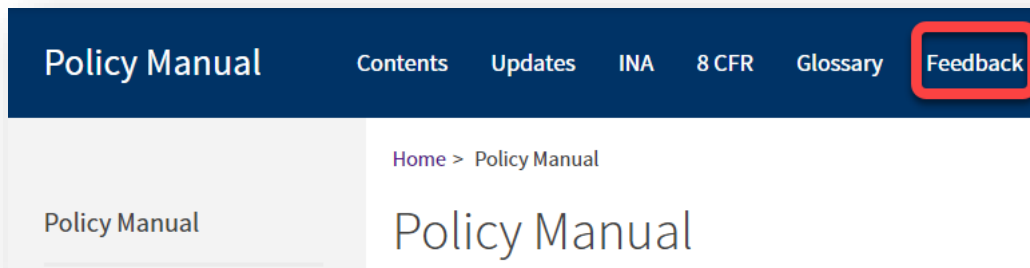 Policy Manual Contents Updates INA 8 CFR Glossary Feedback
Home > Policy Manual
Policy Manual
Policy Manual